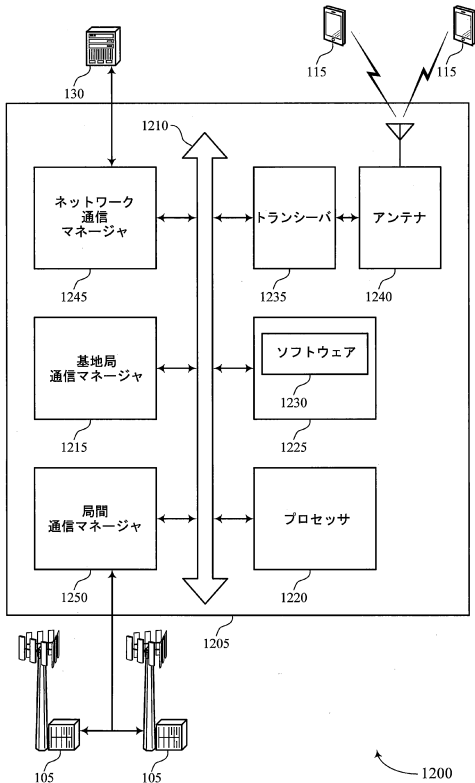 115
115
130
1210
ネットワーク
通信
マネージャ
1245
トランシーバ
1235
アンテナ
1240
基地局
通信マネージャ
1215
ソフトウェア
1230
1225
局間
通信マネージャ
1250
プロセッサ
1220
1205
105
105
1200